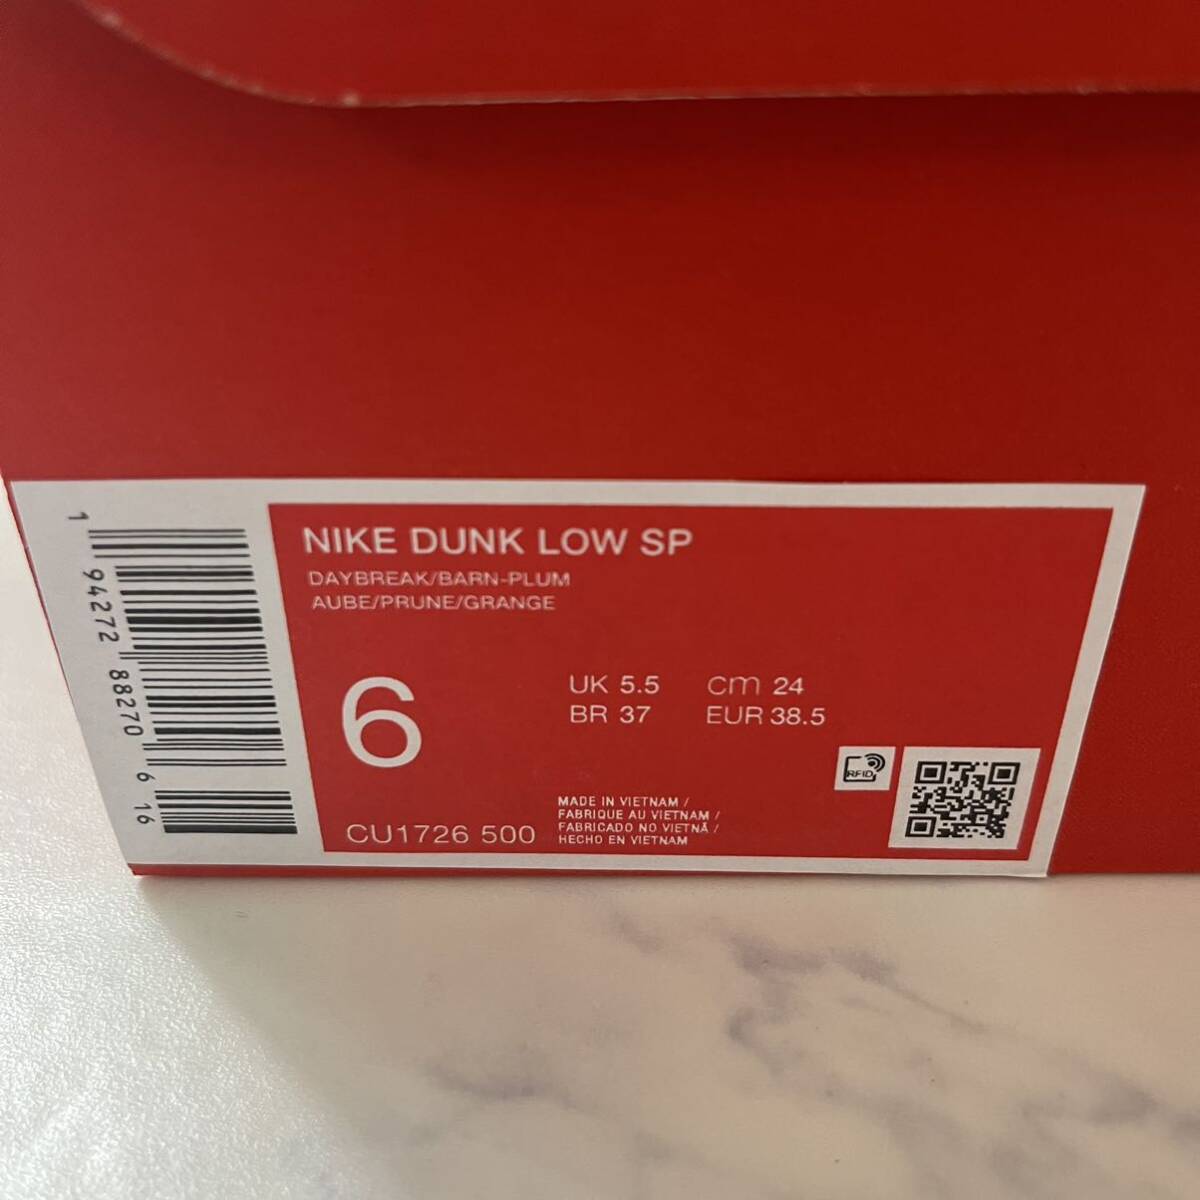 NIKE DUNK LOW SP
DAYBREAK/BARN-PLUM
AUBE/PRUNE/GRANGE
6
UK 5.5 cm 24
BR 37 EUR 38.5
RFID
CU1726 500
MADE IN VIETNAM /
FABRIQUE AU VIETNAM /
FABRICADO NO VIETNÃ /
HECHO EN VIETNAM
1 94272 88270 6 16